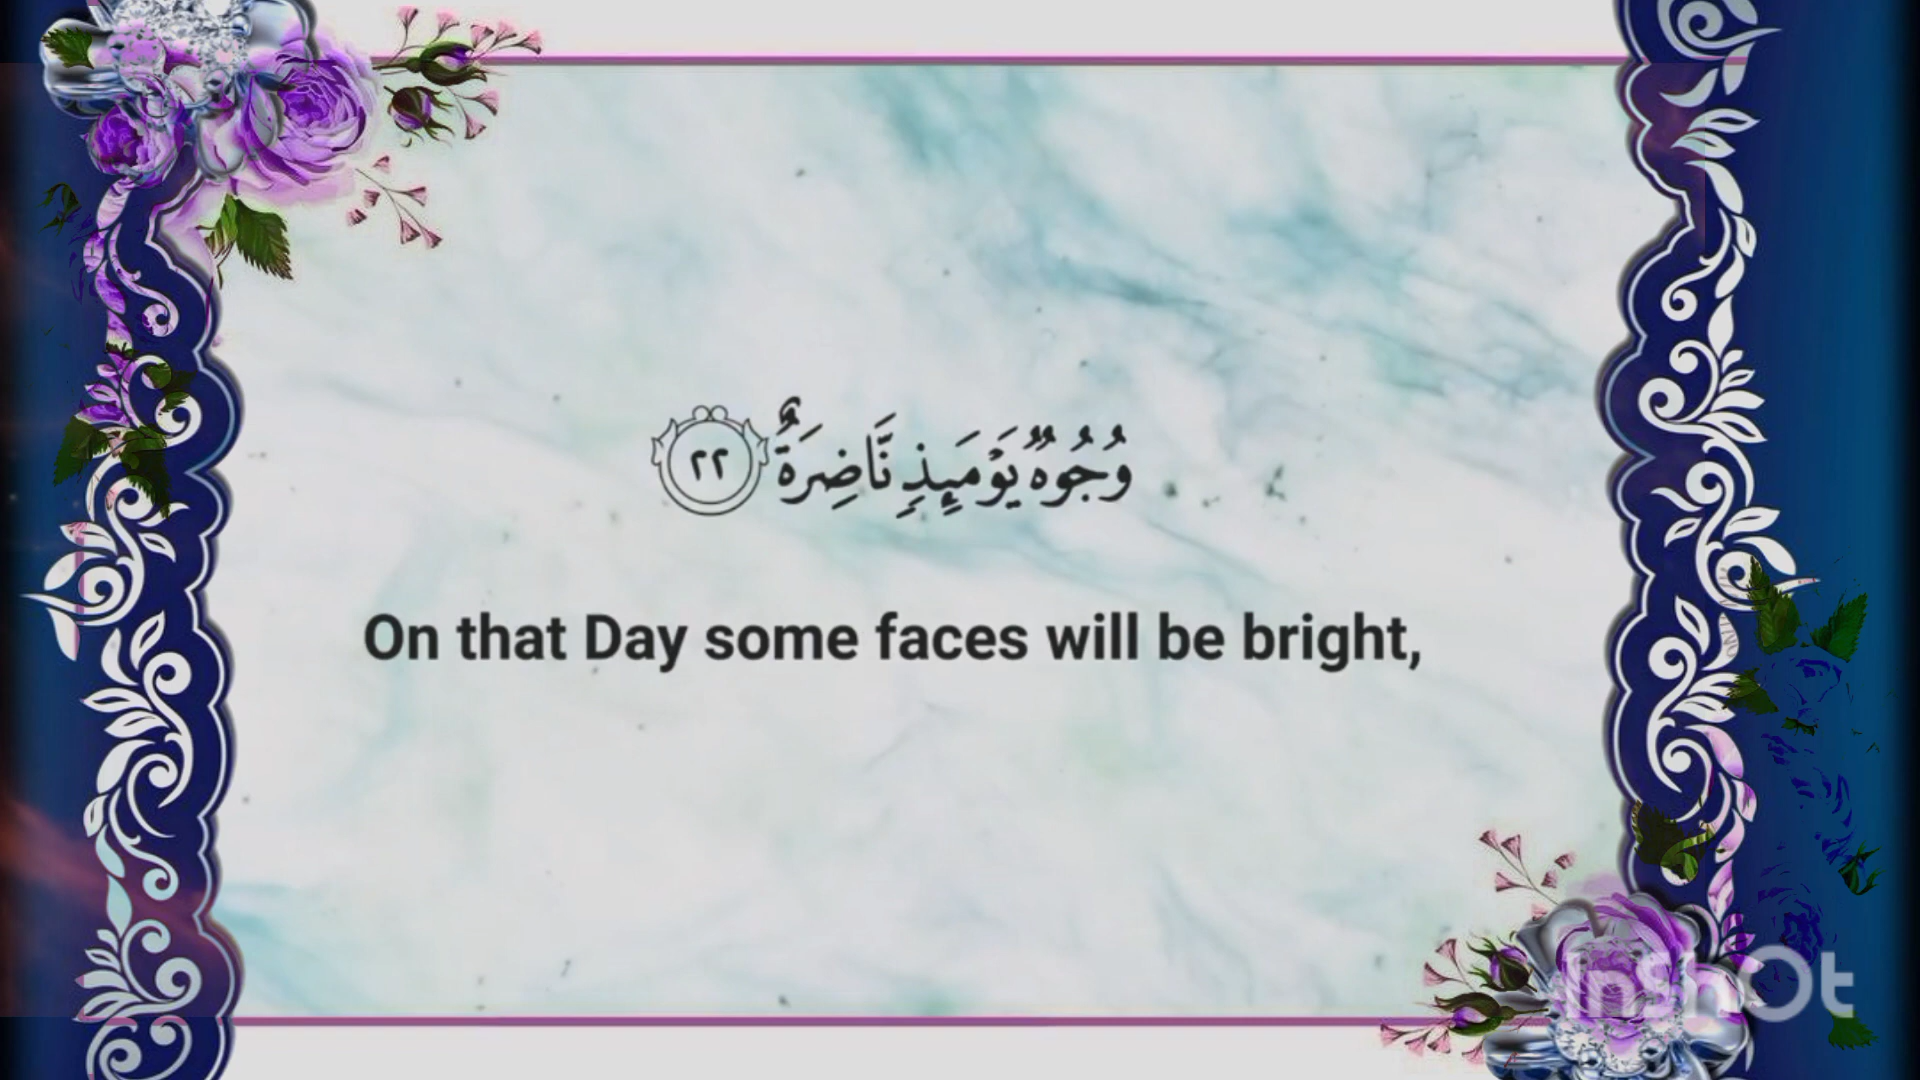 وُجُوهٌ يَوْمَئِذٍ نَّاضِرَةٌ ٢٢
On that Day some faces will be bright,
InShOt